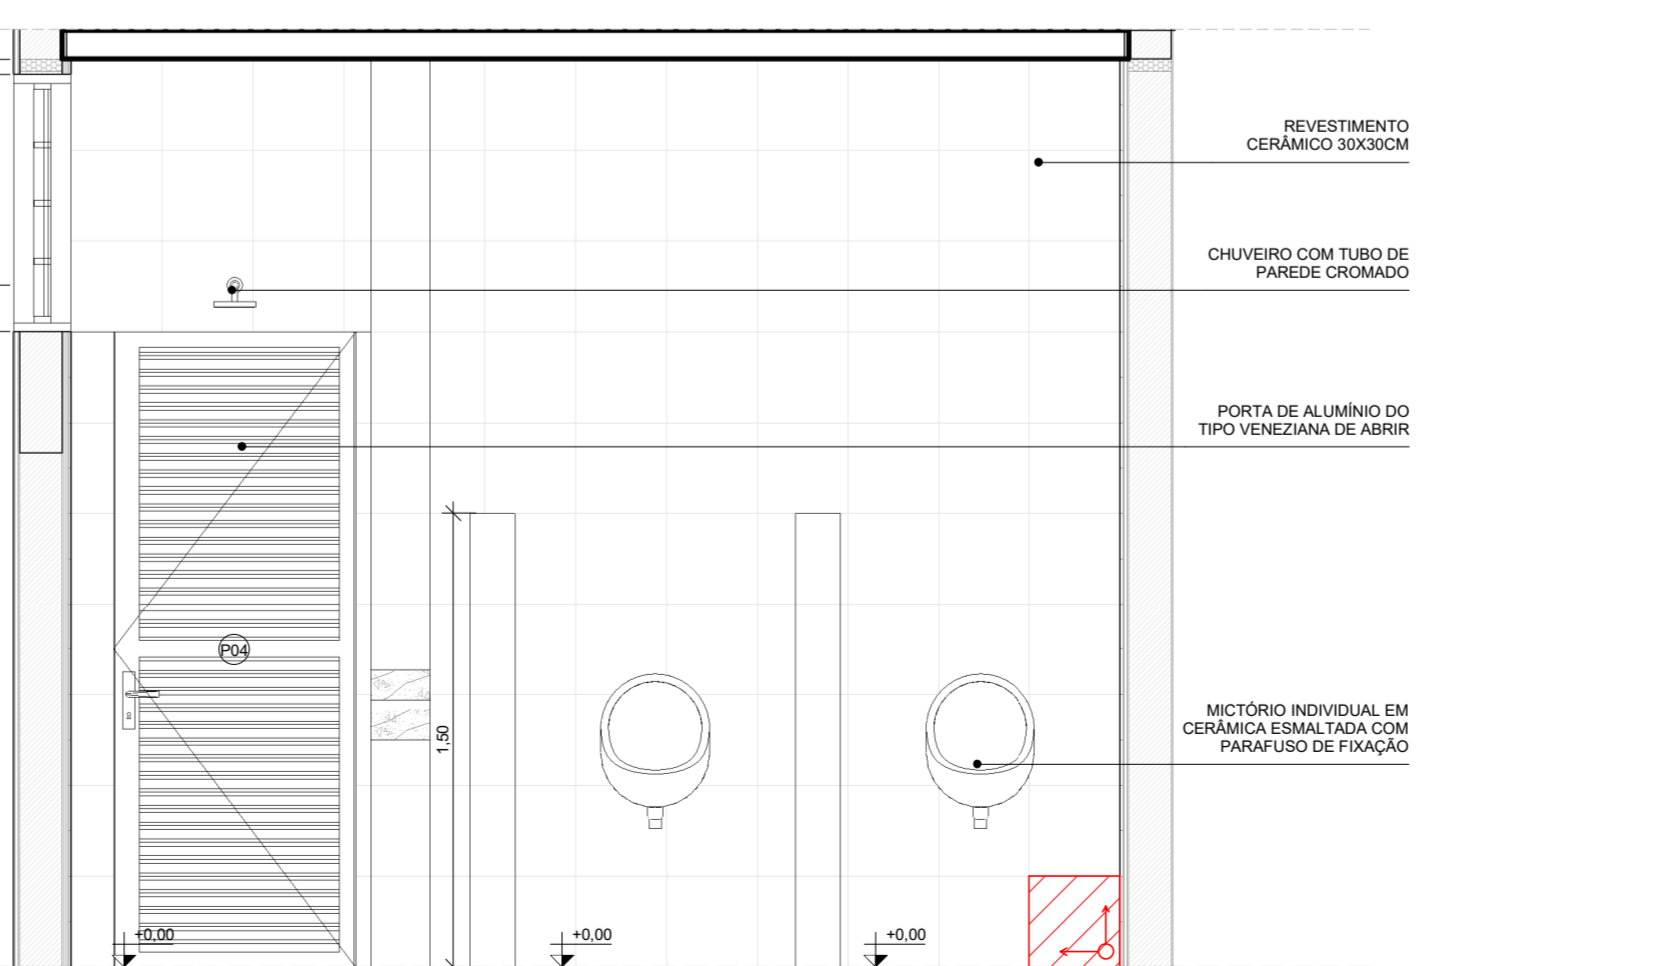 REVESTIMENTO
CERÂMICO 30X30CM
CHUVEIRO COM TUBO DE
PAREDE CROMADO
PORTA DE ALUMÍNIO DO
TIPO VENEZIANA DE ABRIR
P04
1,50
MICTÓRIO INDIVIDUAL EM
CERÂMICA ESMALTADA COM
PARAFUSO DE FIXAÇÃO
+0,00
+0,00
+0,00